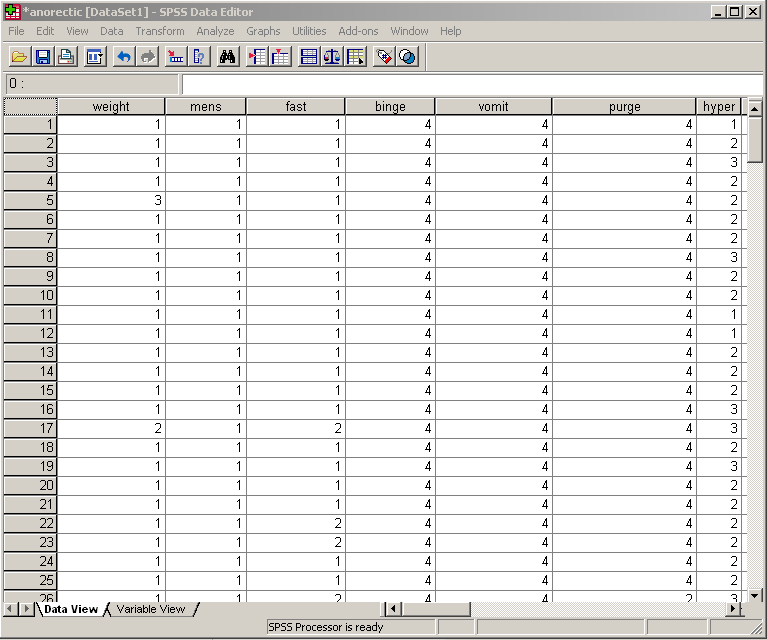 *anorectic [DataSet1] - SPSS Data Editor
File Edit View Data Transform Analyze Graphs Utilities Add-ons Window Help
0 :
weight mens fast binge vomit purge hyper
1 1 1 1 4 4 4 1
2 1 1 1 4 4 4 2
3 1 1 1 4 4 4 3
4 1 1 1 4 4 4 2
5 3 1 1 4 4 4 2
6 1 1 1 4 4 4 2
7 1 1 1 4 4 4 2
8 1 1 1 4 4 4 3
9 1 1 1 4 4 4 2
10 1 1 1 4 4 4 2
11 1 1 1 4 4 4 1
12 1 1 1 4 4 4 1
13 1 1 1 4 4 4 2
14 1 1 1 4 4 4 2
15 1 1 1 4 4 4 2
16 1 1 1 4 4 4 3
17 2 1 2 4 4 4 3
18 1 1 1 4 4 4 2
19 1 1 1 4 4 4 3
20 1 1 1 4 4 4 2
21 1 1 1 4 4 4 2
22 1 1 2 4 4 4 2
23 1 1 2 4 4 4 2
24 1 1 1 4 4 4 2
25 1 1 1 4 4 4 2
26 1 1 2 4 4 2 3
Data View Variable View
SPSS Processor is ready